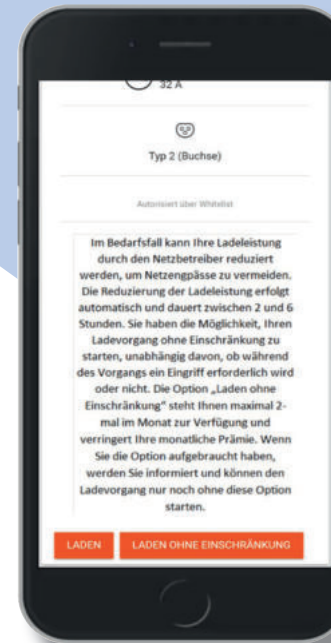 32 A
Typ 2 (Buchse)
Autorisiert über Whitelist
Im Bedarfsfall kann Ihre Ladeleistung
durch den Netzbetreiber reduziert
werden, um Netzengpässe zu vermeiden.
Die Reduzierung der Ladeleistung erfolgt
automatisch und dauert zwischen 2 und 6
Stunden. Sie haben die Möglichkeit, Ihren
Ladevorgang ohne Einschränkung zu
starten, unabhängig davon, ob während
des Vorgangs ein Eingriff erforderlich wird
oder nicht. Die Option „Laden ohne
Einschränkung“ steht Ihnen maximal 2-
mal im Monat zur Verfügung und
verringert Ihre monatliche Prämie. Wenn
Sie die Option aufgebraucht haben,
werden Sie informiert und können den
Ladevorgang nur noch ohne diese Option
starten.
LADEN
LADEN OHNE EINSCHRÄNKUNG